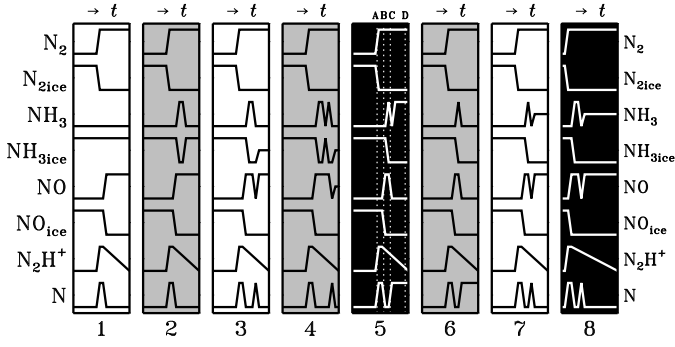 → t → t → t → t A B C D → t → t → t
N₂ N₂
N₂ice N₂ice
NH₃ NH₃
NH₃ice NH₃ice
NO NO
NOice NOice
N₂H⁺ N₂H⁺
N N
1 2 3 4 5 6 7 8